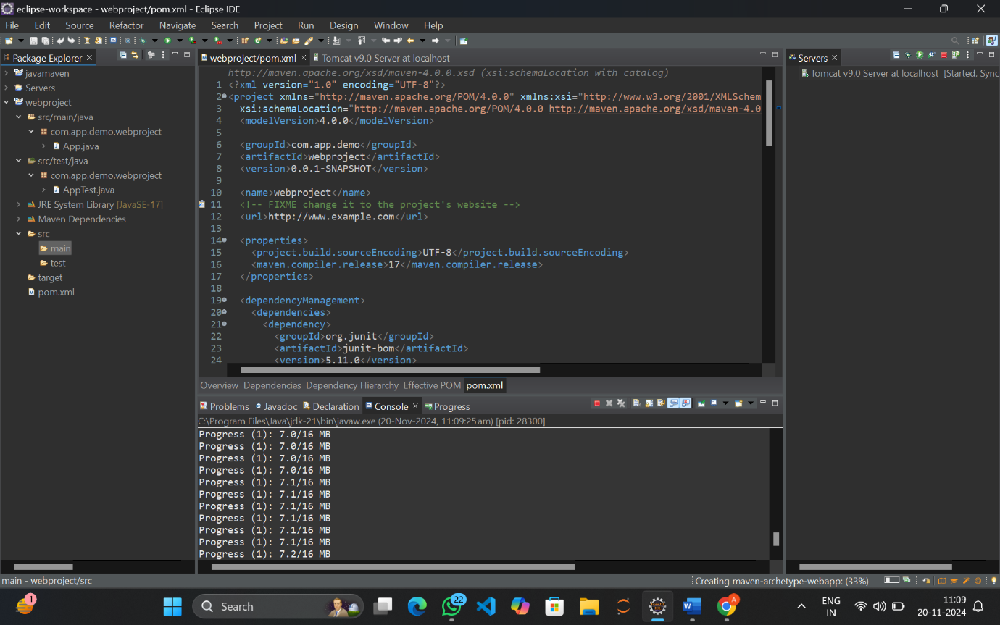 eclipse-workspace - webproject/pom.xml - Eclipse IDE
File Edit Source Refactor Navigate Search Project Run Design Window Help
Package Explorer
javamaven
Servers
webproject
src/main/java
com.app.demo.webproject
App.java
src/test/java
com.app.demo.webproject
AppTest.java
JRE System Library [JavaSE-17]
Maven Dependencies
src
main
test
target
pom.xml
webproject/pom.xml Tomcat v9.0 Server at localhost
http://maven.apache.org/xsd/maven-4.0.0.xsd (xsi:schemaLocation with catalog)
1 <?xml version="1.0" encoding="UTF-8"?>
2 <project xmlns="http://maven.apache.org/POM/4.0.0" xmlns:xsi="http://www.w3.org/2001/XMLSchem
3 xsi:schemaLocation="http://maven.apache.org/POM/4.0.0 http://maven.apache.org/xsd/maven-4.0
4 <modelVersion>4.0.0</modelVersion>
5
6 <groupId>com.app.demo</groupId>
7 <artifactId>webproject</artifactId>
8 <version>0.0.1-SNAPSHOT</version>
9
10 <name>webproject</name>
11 <!-- FIXME change it to the project's website -->
12 <url>http://www.example.com</url>
13
14 <properties>
15 <project.build.sourceEncoding>UTF-8</project.build.sourceEncoding>
16 <maven.compiler.release>17</maven.compiler.release>
17 </properties>
18
19 <dependencyManagement>
20 <dependencies>
21 <dependency>
22 <groupId>org.junit</groupId>
23 <artifactId>junit-bom</artifactId>
24 <version>5.11.0</version>
Overview Dependencies Dependency Hierarchy Effective POM pom.xml
Problems Javadoc Declaration Console Progress
C:\Program Files\Java\jdk-21\bin\javaw.exe (20-Nov-2024, 11:09:25 am) [pid: 28300]
Progress (1): 7.0/16 MB
Progress (1): 7.0/16 MB
Progress (1): 7.0/16 MB
Progress (1): 7.0/16 MB
Progress (1): 7.1/16 MB
Progress (1): 7.1/16 MB
Progress (1): 7.1/16 MB
Progress (1): 7.1/16 MB
Progress (1): 7.1/16 MB
Progress (1): 7.1/16 MB
Progress (1): 7.2/16 MB
Servers
Tomcat v9.0 Server at localhost [Started, Sync
main - webproject/src
Creating maven-archetype-webapp: (33%)
1
Search
22
A
ENG
IN
11:09
20-11-2024